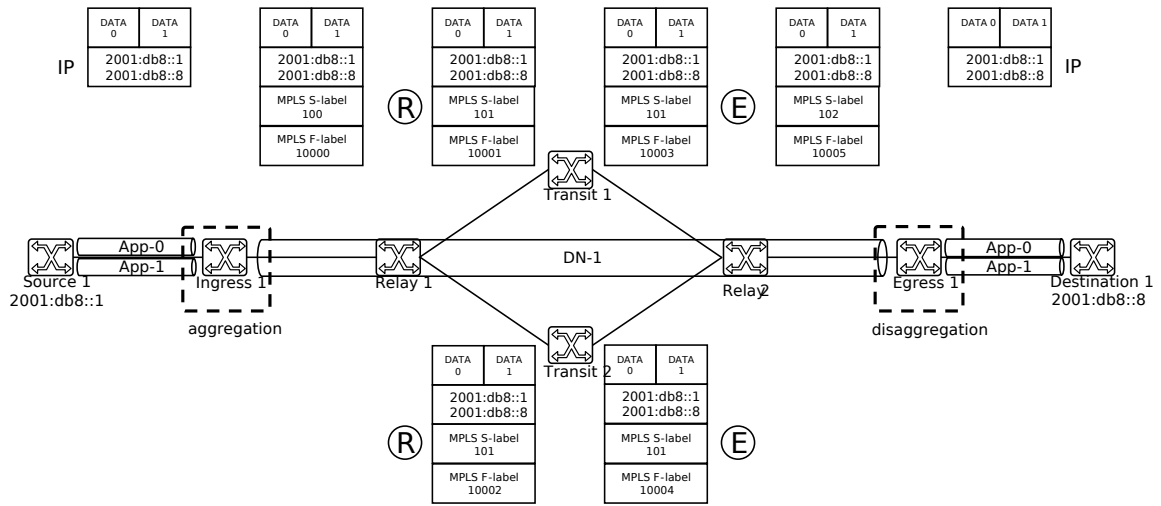 IP
DATA 0
DATA 1
2001:db8::1
2001:db8::8
DATA 0
DATA 1
2001:db8::1
2001:db8::8
MPLS S-label
100
MPLS F-label
10000
R
DATA 0
DATA 1
2001:db8::1
2001:db8::8
MPLS S-label
101
MPLS F-label
10001
DATA 0
DATA 1
2001:db8::1
2001:db8::8
MPLS S-label
101
MPLS F-label
10003
E
DATA 0
DATA 1
2001:db8::1
2001:db8::8
MPLS S-label
102
MPLS F-label
10005
DATA 0
DATA 1
2001:db8::1
2001:db8::8
IP
Transit 1
App-0
App-1
Source 1
2001:db8::1
Ingress 1
aggregation
Relay 1
DN-1
Relay 2
Egress 1
disaggregation
App-0
App-1
Destination 1
2001:db8::8
Transit 2
R
DATA 0
DATA 1
2001:db8::1
2001:db8::8
MPLS S-label
101
MPLS F-label
10002
DATA 0
DATA 1
2001:db8::1
2001:db8::8
MPLS S-label
101
MPLS F-label
10004
E